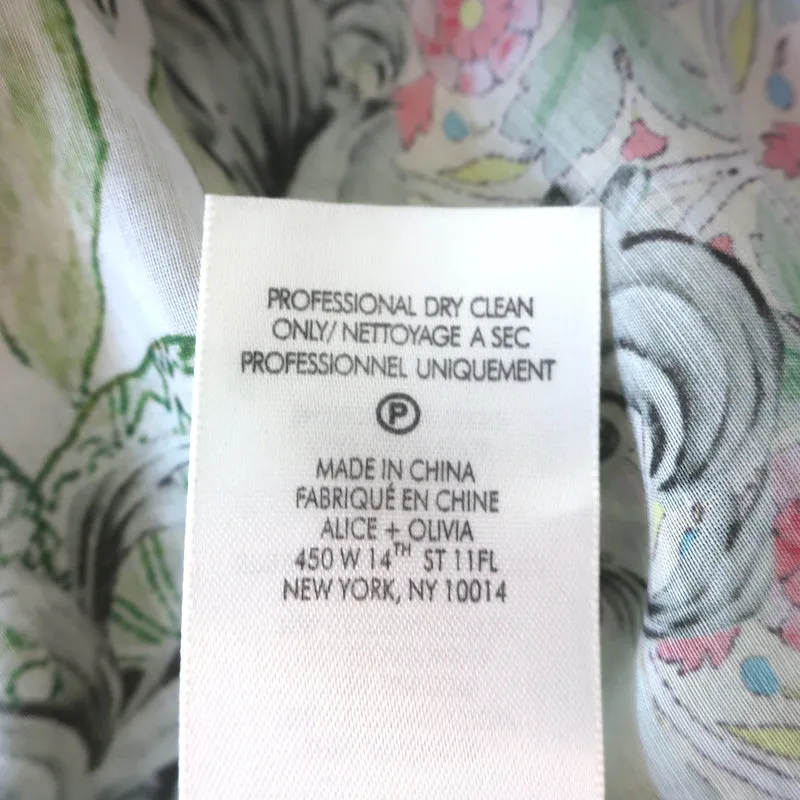 PROFESSIONAL DRY CLEAN
ONLY/ NETTOYAGE A SEC
PROFESSIONNEL UNIQUEMENT
P
MADE IN CHINA
FABRIQUÉ EN CHINE
ALICE + OLIVIA
450 W 14TH ST 11FL
NEW YORK, NY 10014